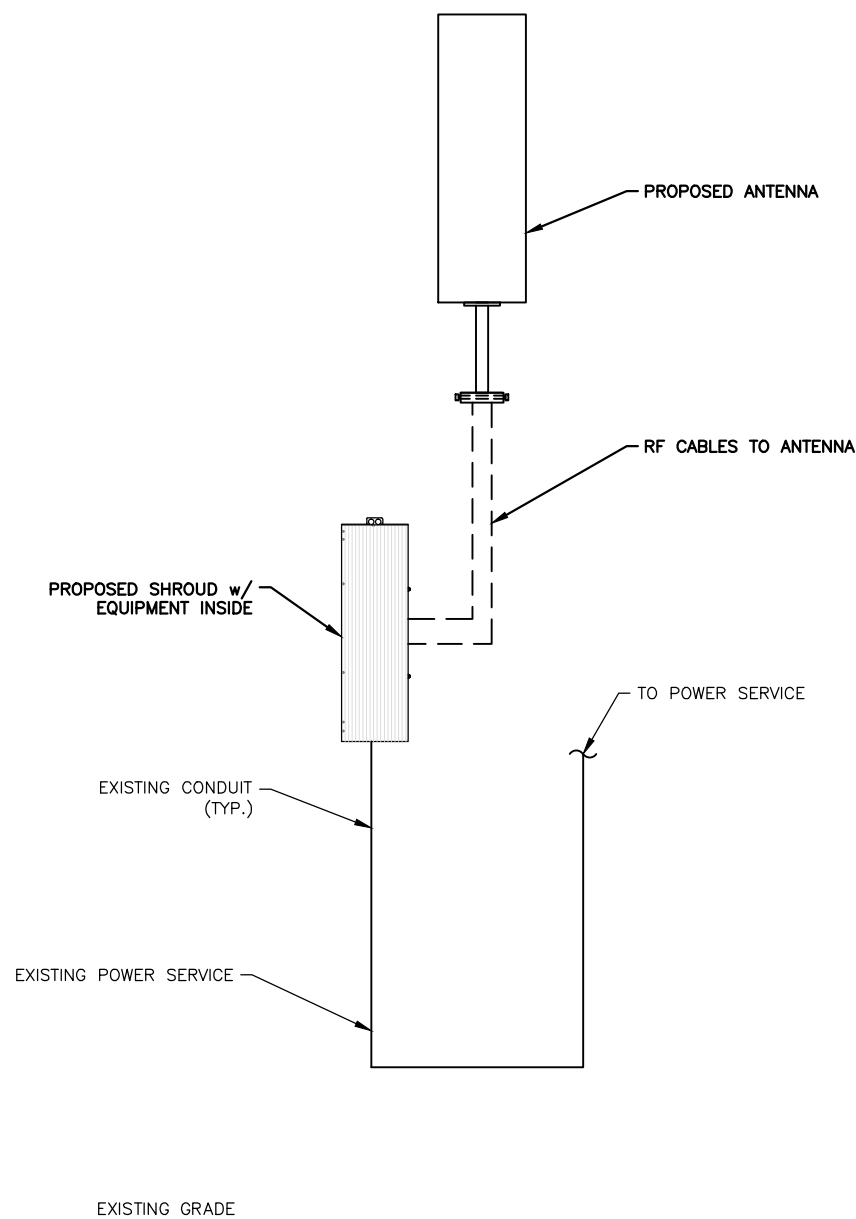 PROPOSED ANTENNA
RF CABLES TO ANTENNA
PROPOSED SHROUD w/
EQUIPMENT INSIDE
TO POWER SERVICE
EXISTING CONDUIT
(TYP.)
EXISTING POWER SERVICE
EXISTING GRADE